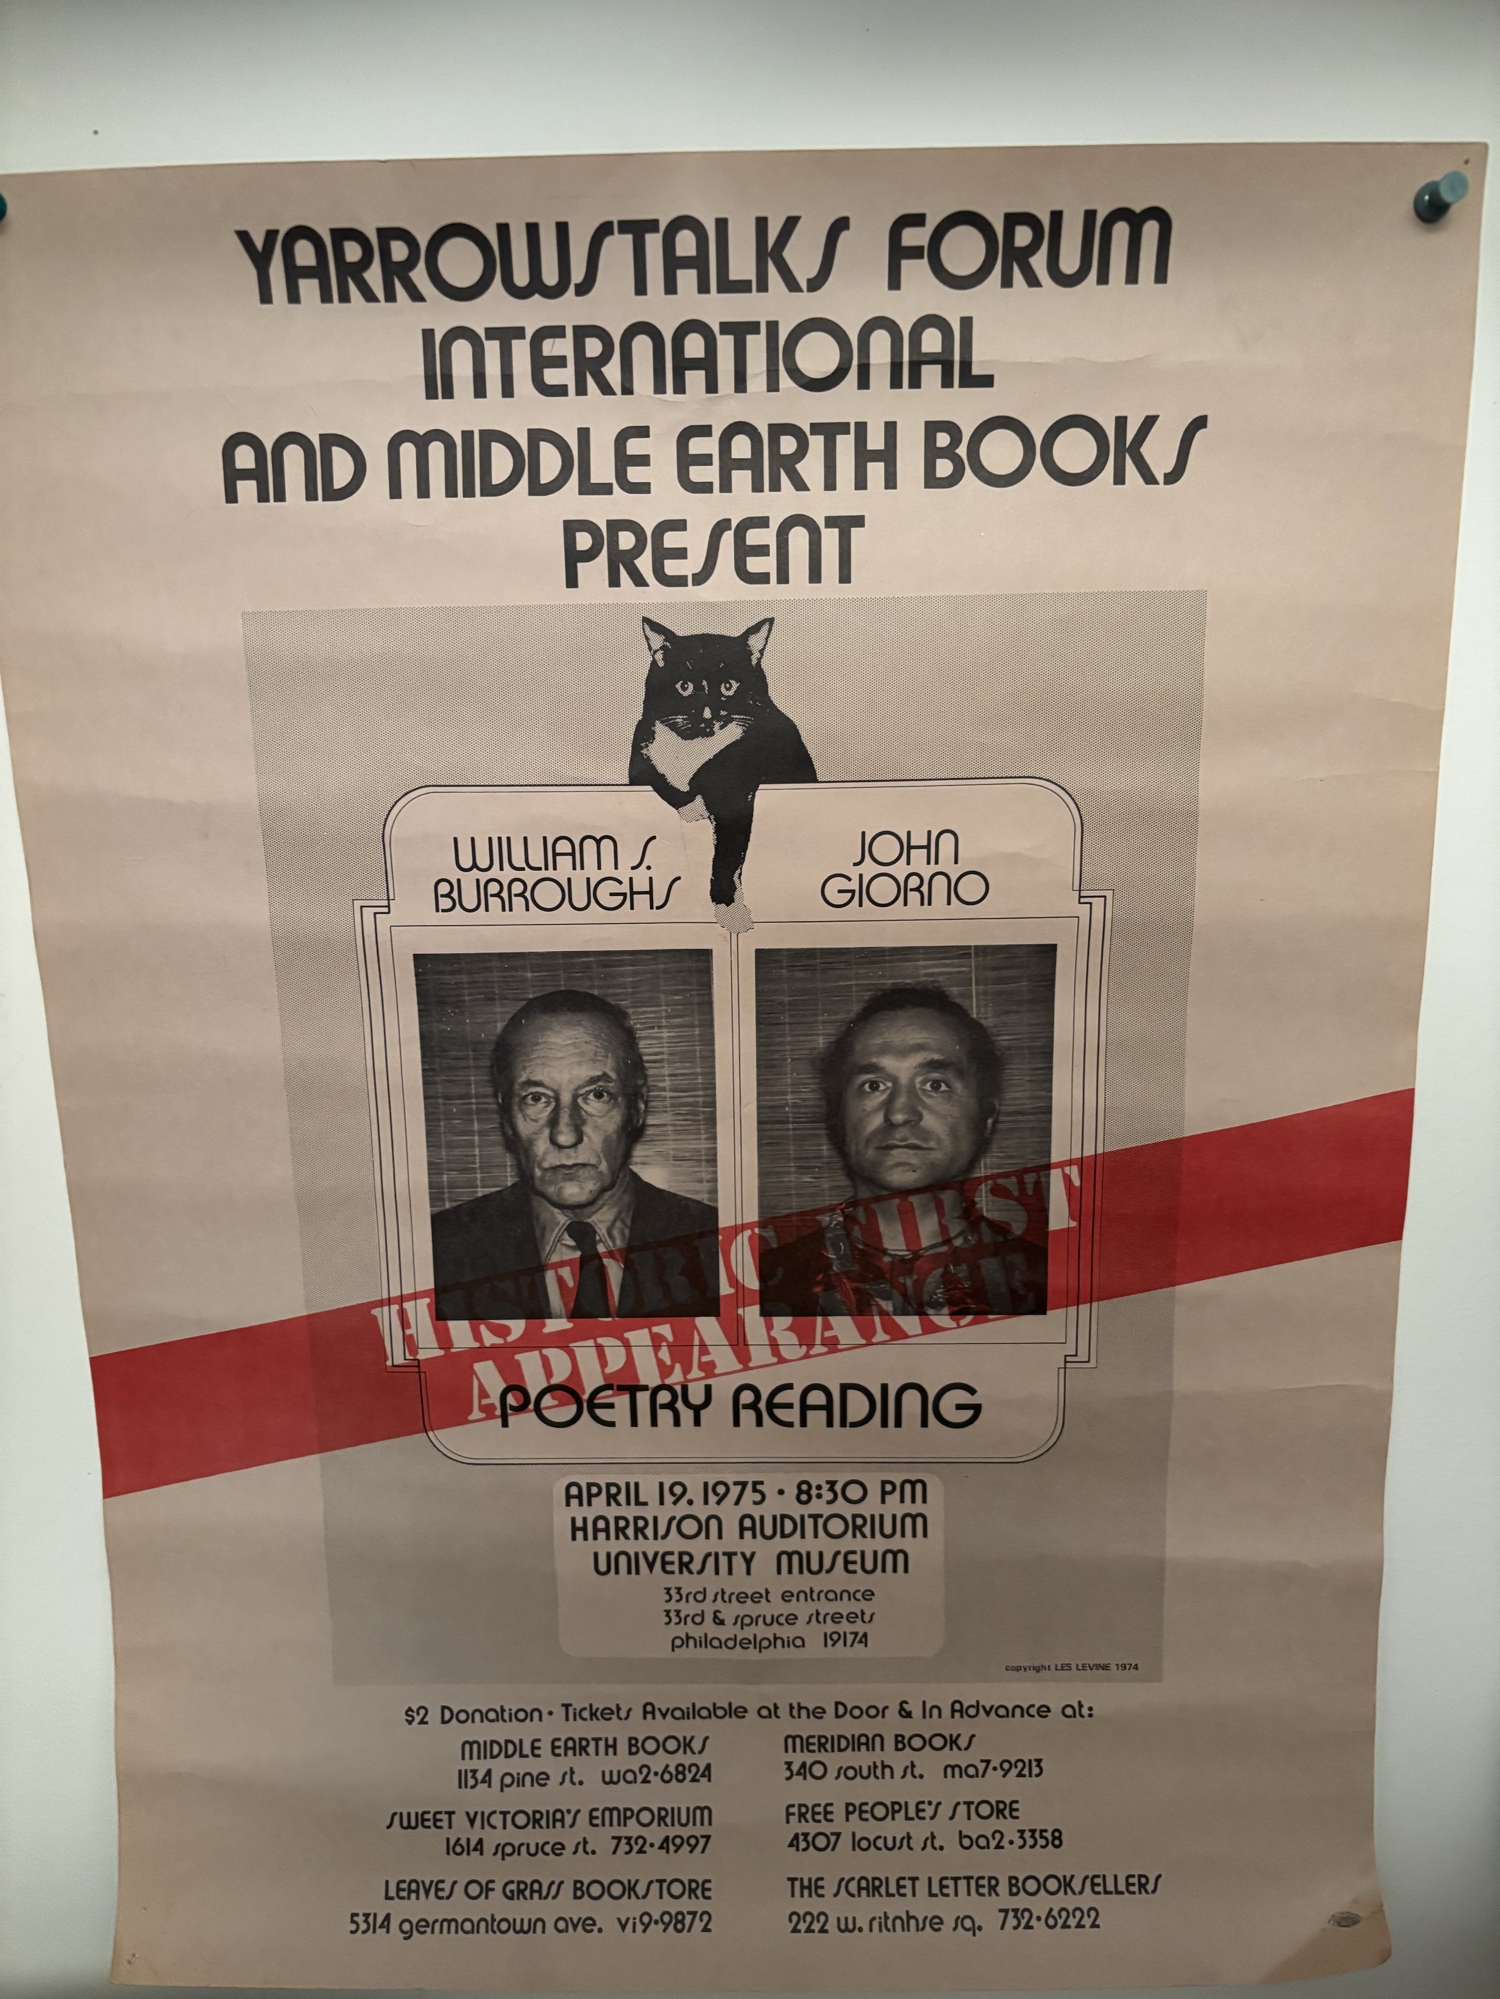 YARROWSTALKS FORUM
INTERNATIONAL
AND MIDDLE EARTH BOOKS
PRESENT
WILLIAM S.
BURROUGHS
JOHN
GIORNO
HISTORIC FIRST
APPEARANCE
POETRY READING
APRIL 19. 1975 • 8:30 PM
HARRISON AUDITORIUM
UNIVERSITY MUSEUM
33rd street entrance
33rd & spruce streets
philadelphia 19174
copyright LES LEVINE 1974
$2 Donation • Tickets Available at the Door & In Advance at:
MIDDLE EARTH BOOKS
1134 pine st. wa2•6824
SWEET VICTORIA'S EMPORIUM
1614 spruce st. 732•4997
LEAVES OF GRASS BOOKSTORE
5314 germantown ave. vi9•9872
MERIDIAN BOOKS
340 south st. ma7•9213
FREE PEOPLE'S STORE
4307 locust st. ba2•3358
THE SCARLET LETTER BOOKSELLERS
222 w. ritnhse sq. 732•6222